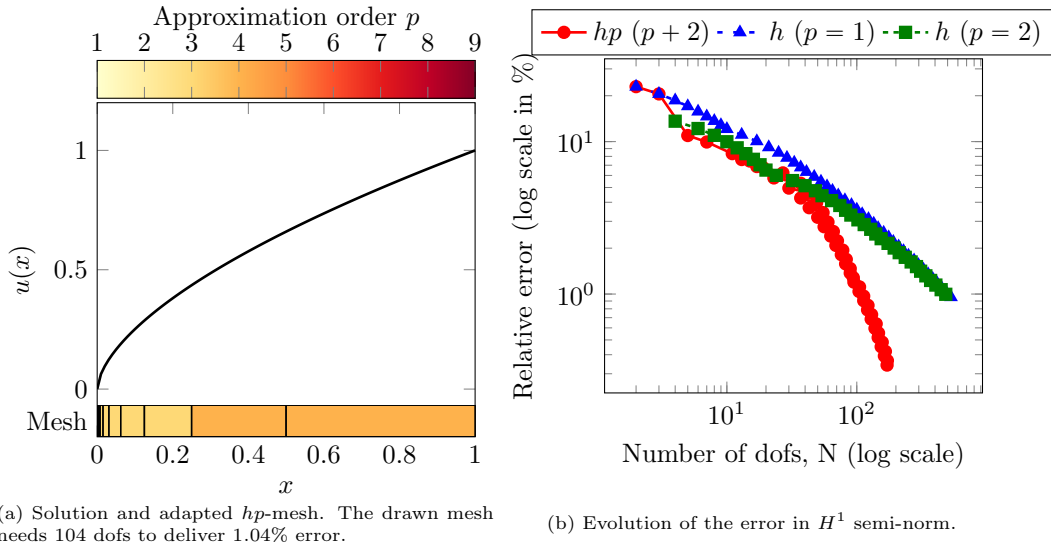 Approximation order p
1 2 3 4 5 6 7 8 9
1
0.5
0
u(x)
Mesh
0 0.2 0.4 0.6 0.8 1
x
(a) Solution and adapted hp-mesh. The drawn mesh
needs 104 dofs to deliver 1.04% error.
hp (p + 2) h (p = 1) h (p = 2)
Relative error (log scale in %)
10^1
10^0
10^1 10^2
Number of dofs, N (log scale)
(b) Evolution of the error in H^1 semi-norm.